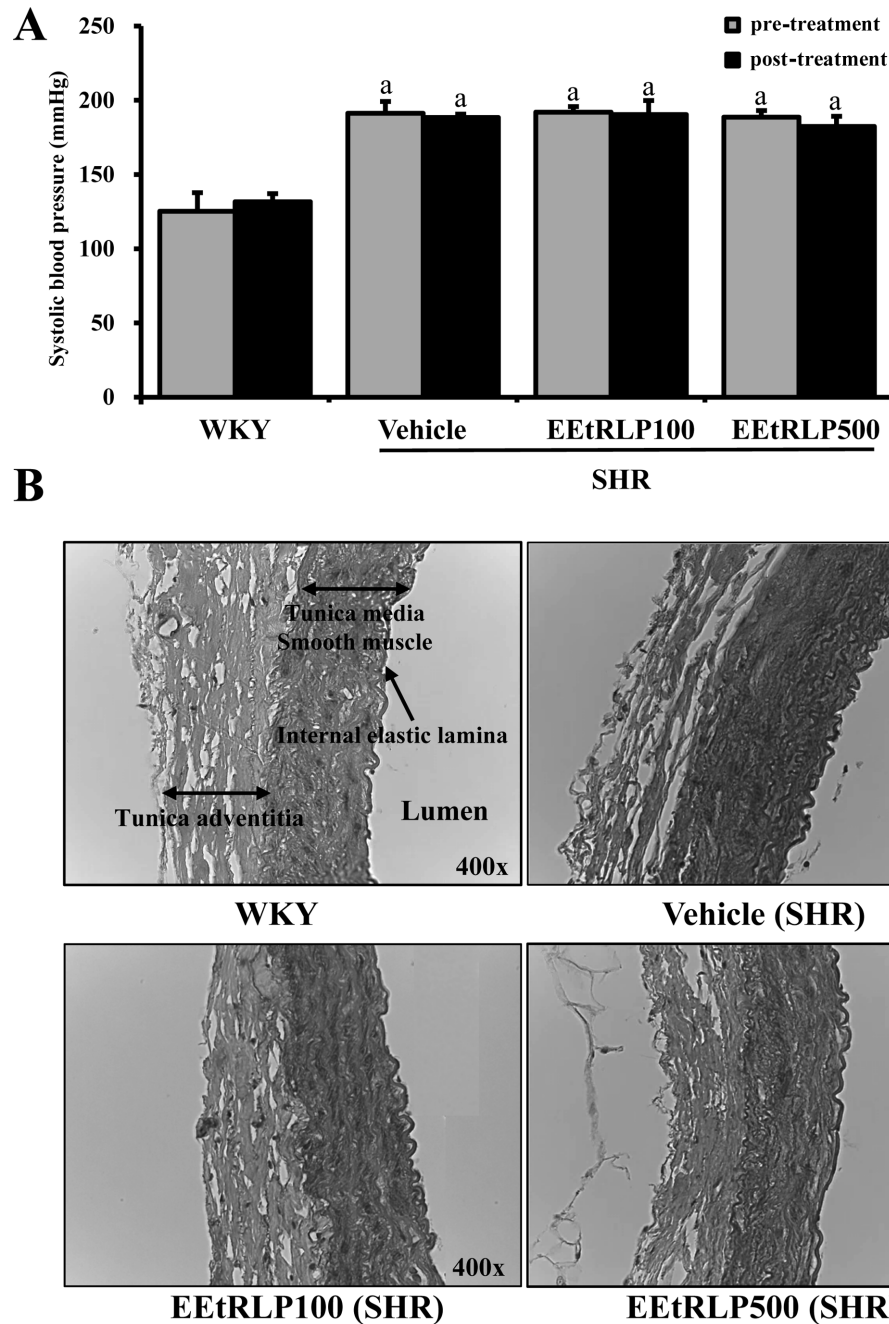 A
250
200
150
100
50
0
Systolic blood pressure (mmHg)
pre-treatment
post-treatment
a a a a a a
WKY Vehicle EEtRLP100 EEtRLP500
SHR
B
Tunica media
Smooth muscle
Internal elastic lamina
Tunica adventitia
Lumen
400x
WKY
Vehicle (SHR)
400x
EEtRLP100 (SHR)
EEtRLP500 (SHR